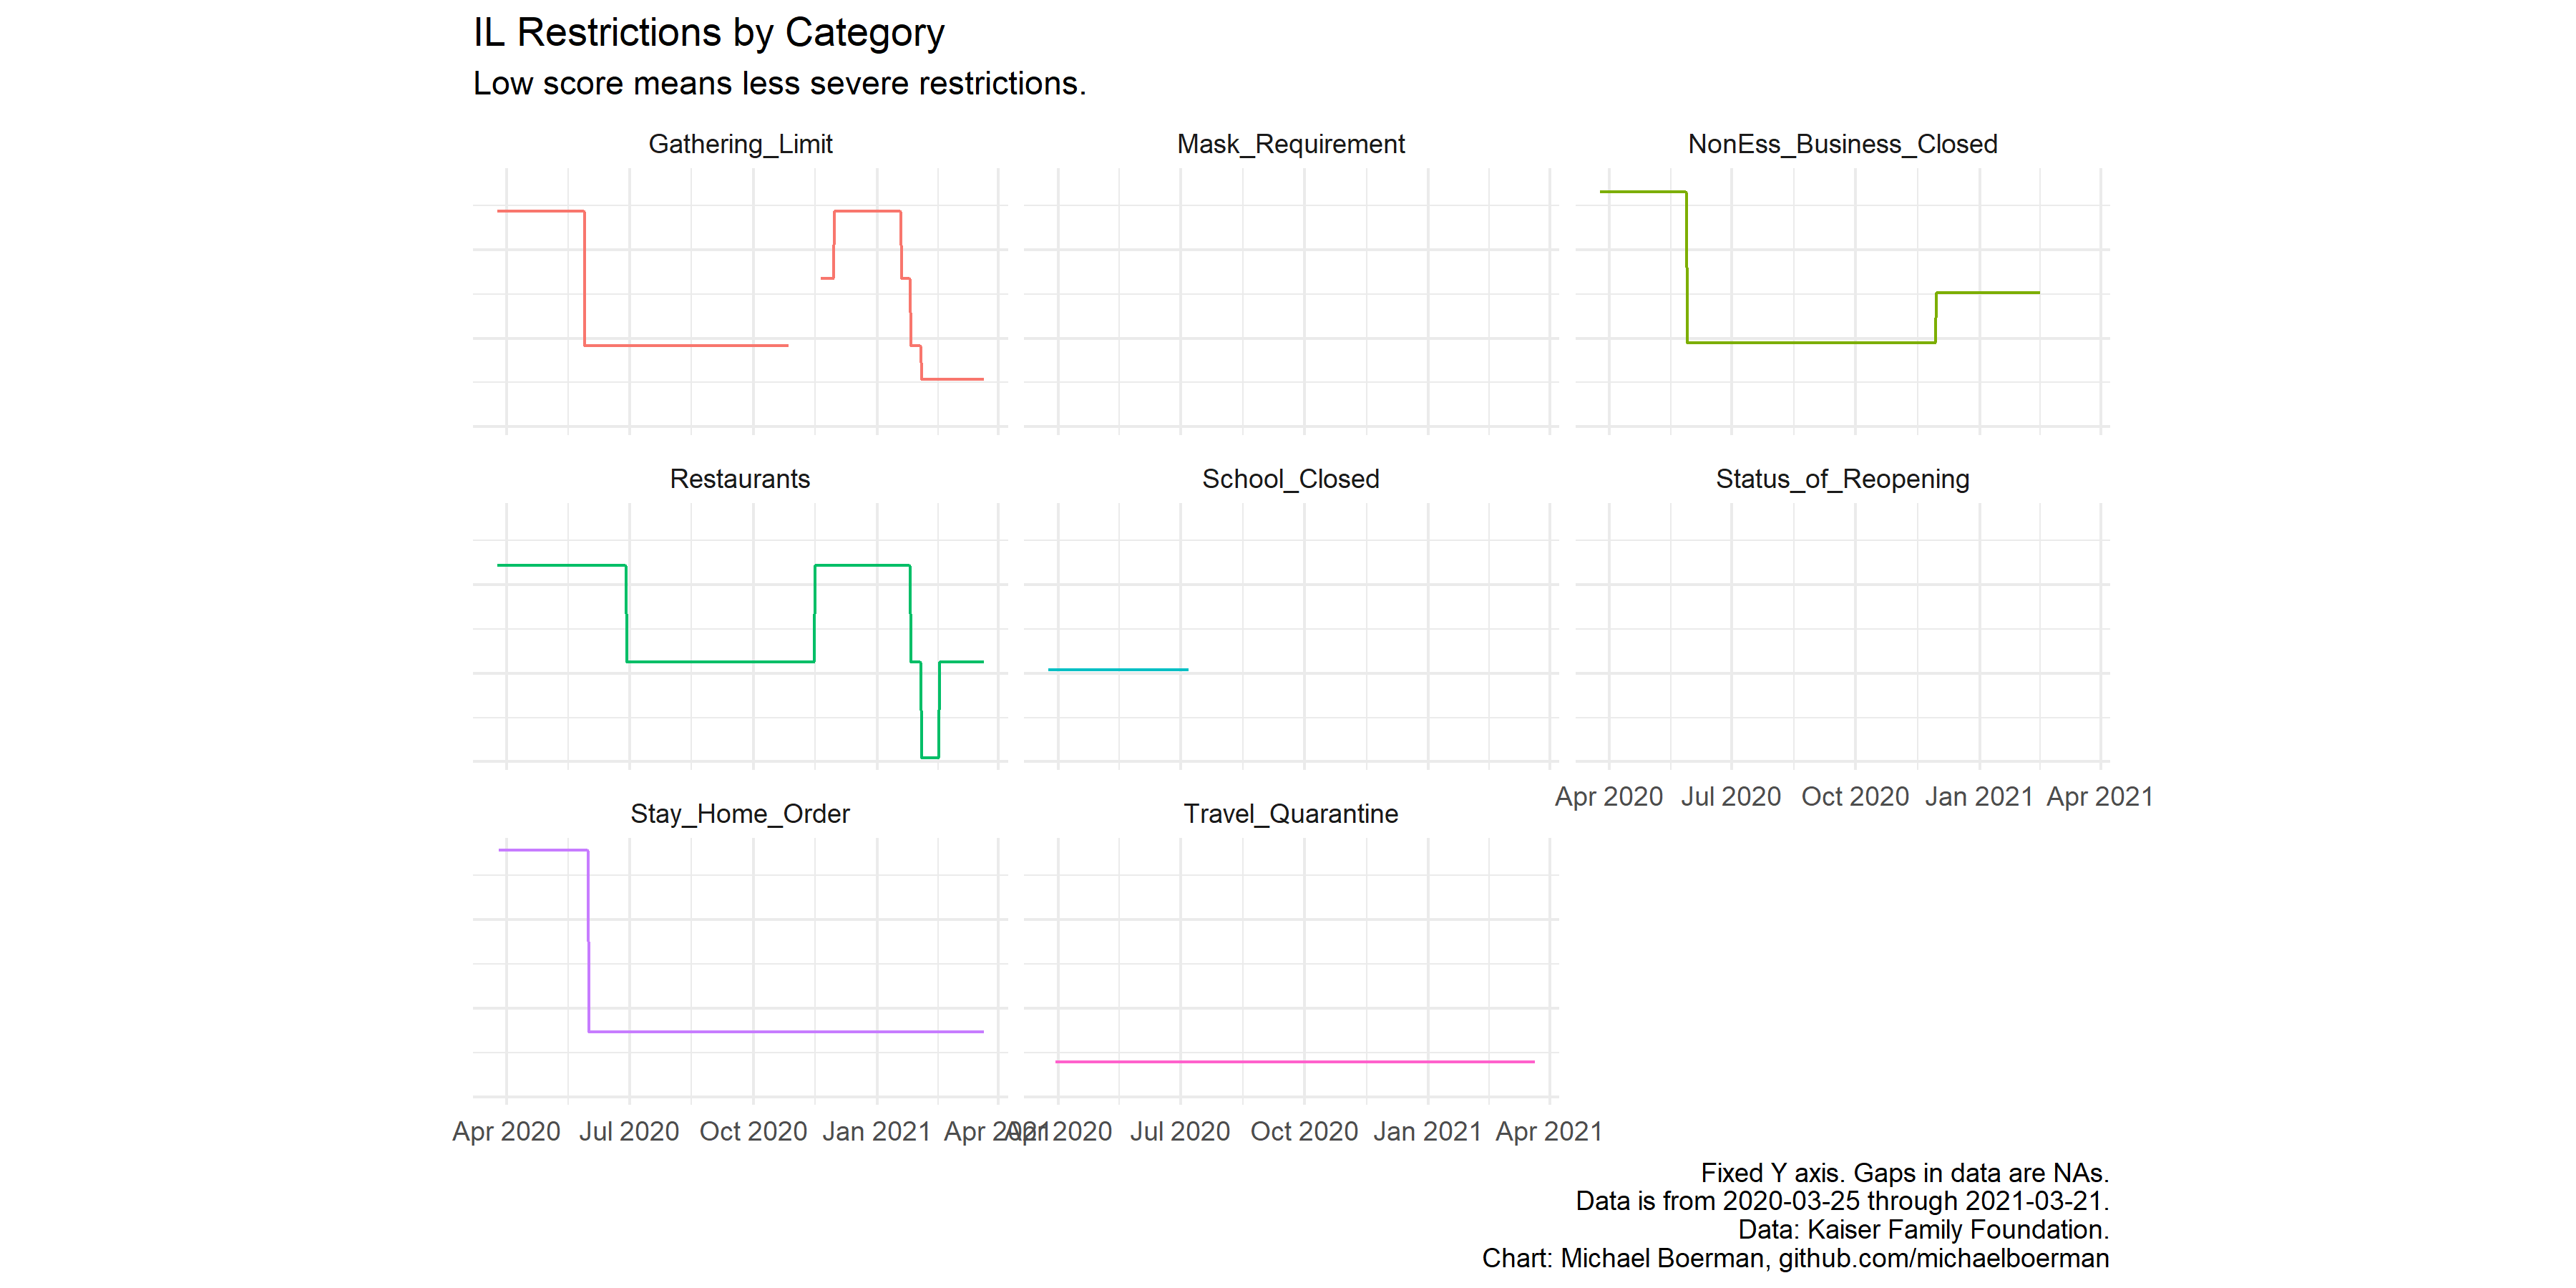 IL Restrictions by Category
Low score means less severe restrictions.
Gathering_Limit
Mask_Requirement
NonEss_Business_Closed
Restaurants
School_Closed
Status_of_Reopening
Apr 2020 Jul 2020 Oct 2020 Jan 2021 Apr 2021
Stay_Home_Order
Travel_Quarantine
Apr 2020 Jul 2020 Oct 2020 Jan 2021 Apr 2021
Apr 2020 Jul 2020 Oct 2020 Jan 2021 Apr 2021
Fixed Y axis. Gaps in data are NAs.
Data is from 2020-03-25 through 2021-03-21.
Data: Kaiser Family Foundation.
Chart: Michael Boerman, github.com/michaelboerman